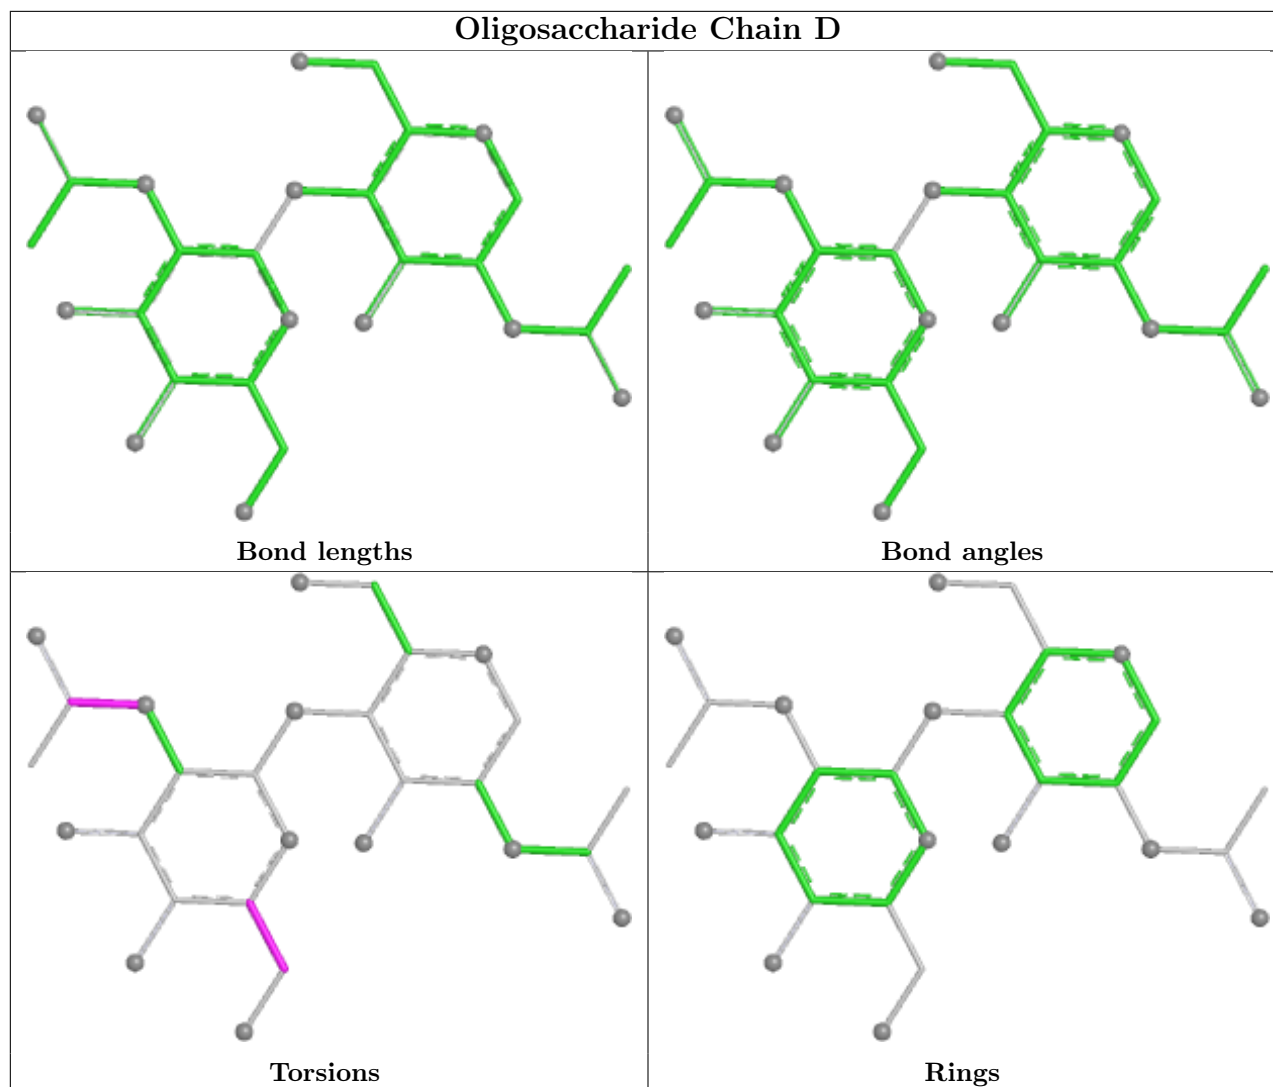 Oligosaccharide Chain D
Bond lengths
Bond angles
Torsions
Rings